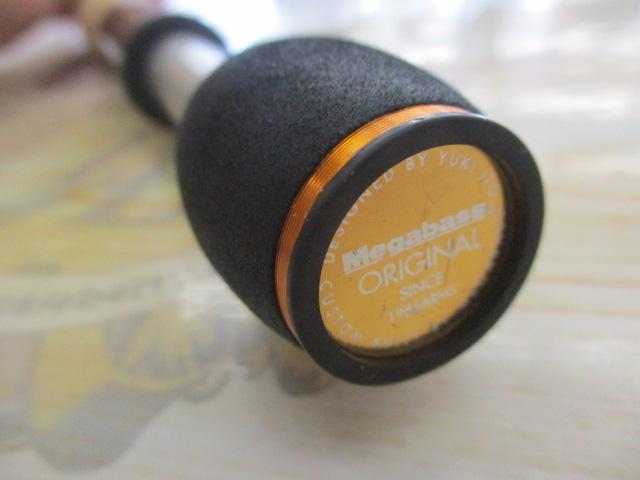 DESIGNED BY YUKI
Megabass
ORIGINAL
SINCE
CUSTOM